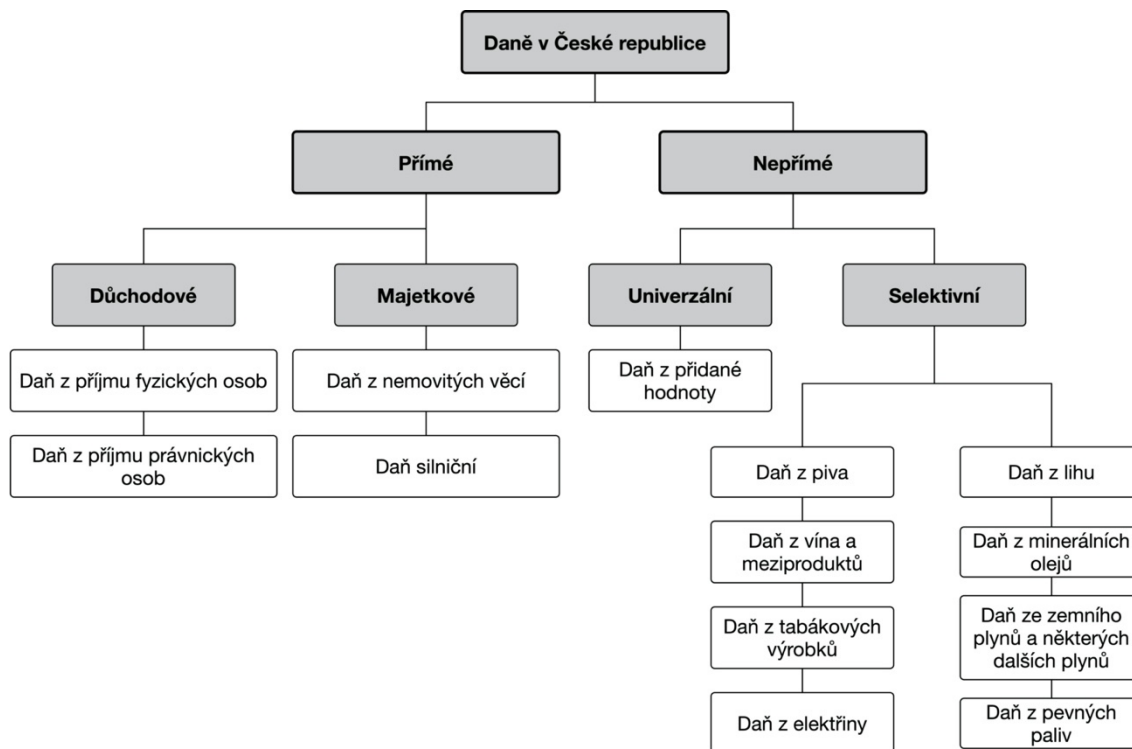 Daně v České republice
Přímé
Nepřímé
Důchodové
Majetkové
Univerzální
Selektivní
Daň z příjmu fyzických osob
Daň z nemovitých věcí
Daň z přidané
hodnoty
Daň z příjmu právnických
osob
Daň silniční
Daň z piva
Daň z lihu
Daň z vína a
meziproduktů
Daň z minerálních
olejů
Daň z tabákových
výrobků
Daň ze zemního
plynů a některých
dalších plynů
Daň z elektřiny
Daň z pevných
paliv